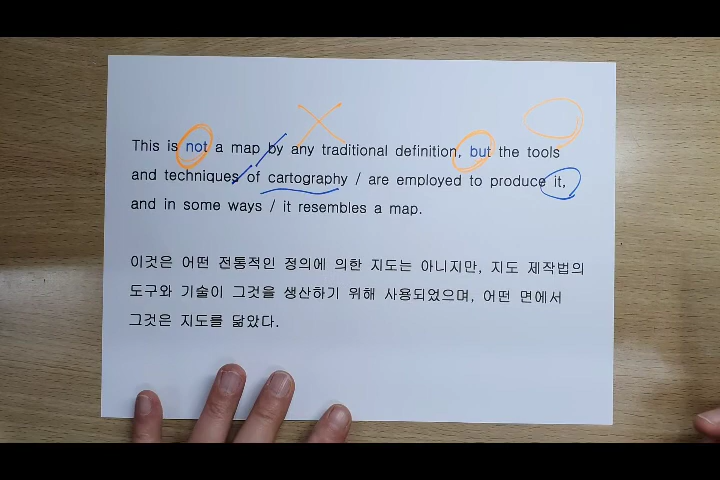 This is not a map by any traditional definition, but the tools
and techniques of cartography / are employed to produce it,
and in some ways / it resembles a map.
이것은 어떤 전통적인 정의에 의한 지도는 아니지만, 지도 제작법의
도구와 기술이 그것을 생산하기 위해 사용되었으며, 어떤 면에서
그것은 지도를 닮았다.